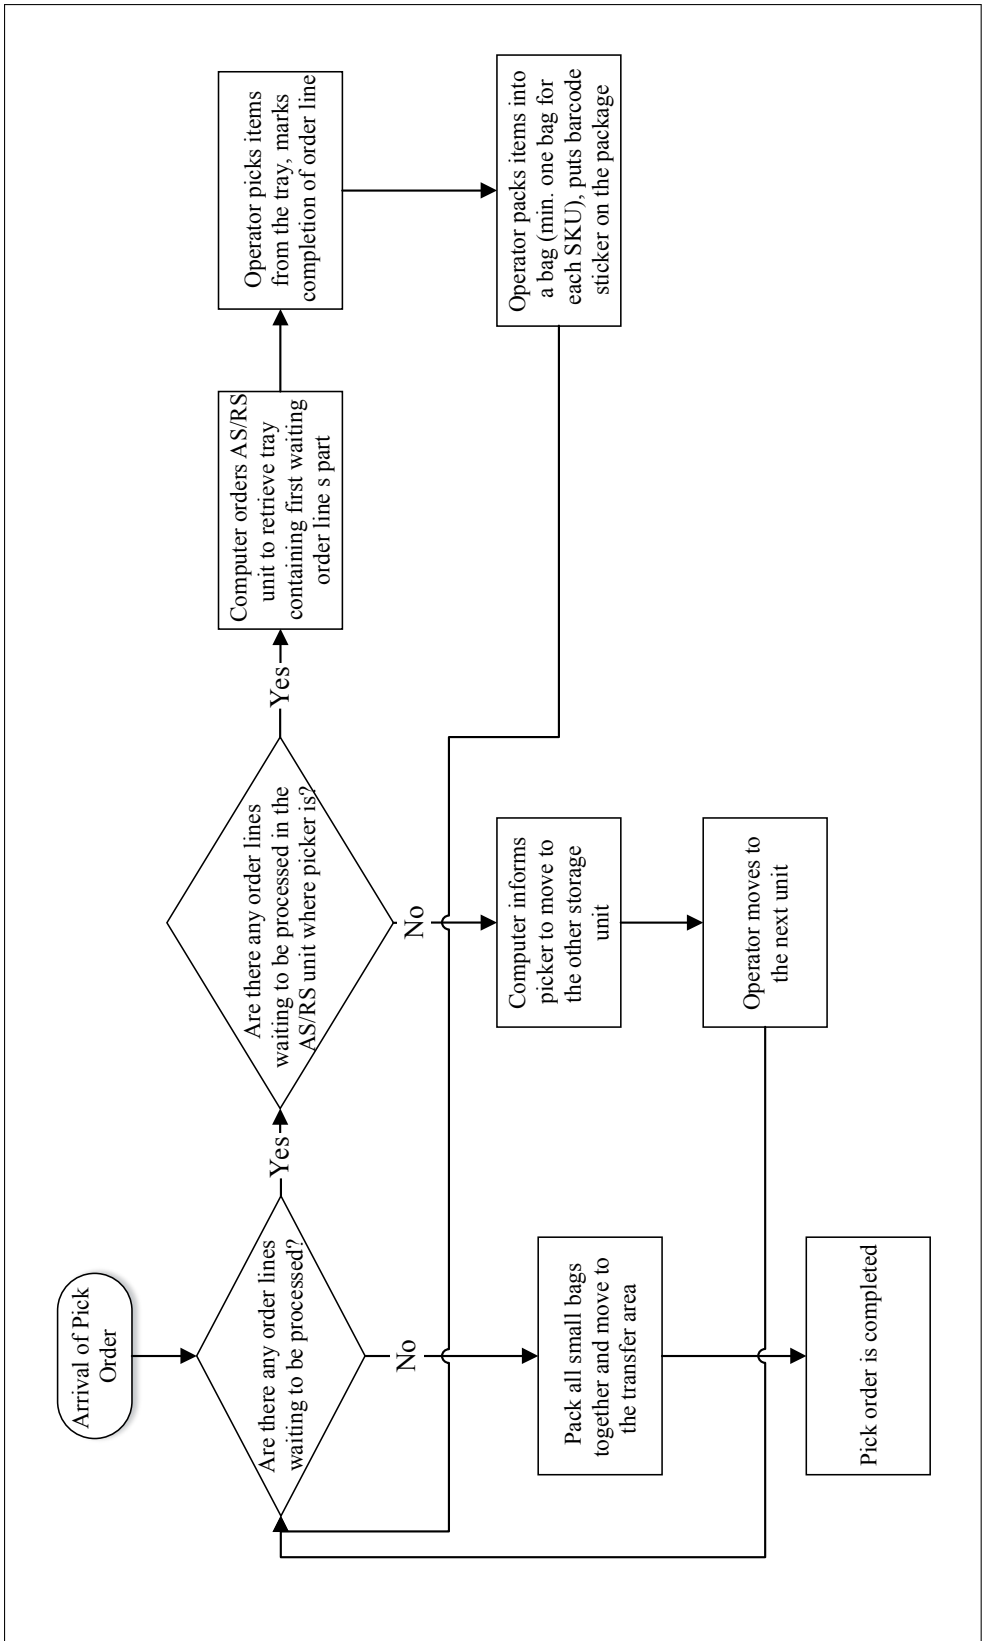 Arrival of Pick
Order
Are there any order lines
waiting to be processed?
Yes
No
Are there any order lines
waiting to be processed in the
AS/RS unit where picker is?
Yes
No
Computer orders AS/RS
unit to retrieve tray
containing first waiting
order line s part
Operator picks items
from the tray, marks
completion of order line
Operator packs items into
a bag (min. one bag for
each SKU), puts barcode
sticker on the package
Computer informs
picker to move to
the other storage
unit
Operator moves to
the next unit
Pack all small bags
together and move to
the transfer area
Pick order is completed